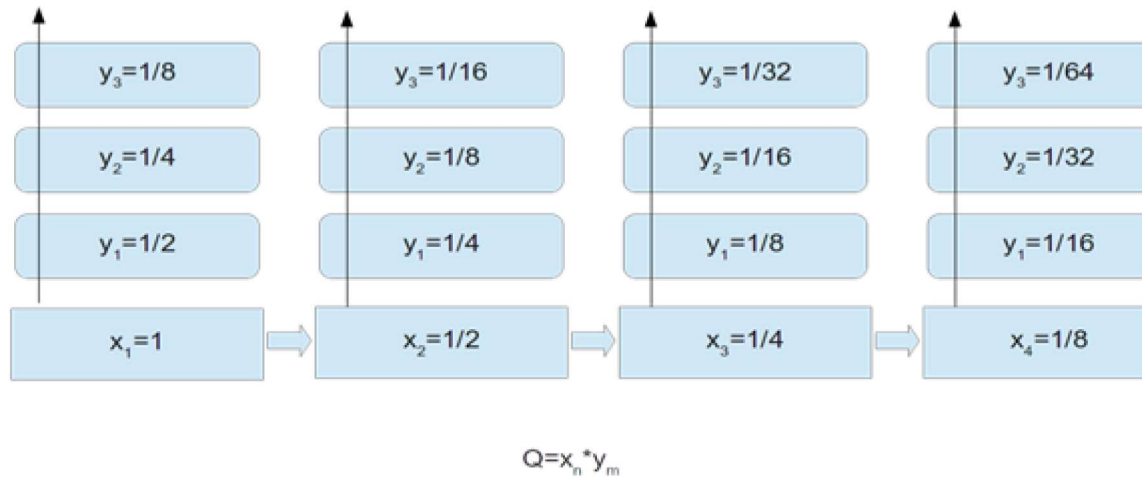 y₃=1/8 y₃=1/16 y₃=1/32 y₃=1/64
y₂=1/4 y₂=1/8 y₂=1/16 y₂=1/32
y₁=1/2 y₁=1/4 y₁=1/8 y₁=1/16
x₁=1 x₂=1/2 x₃=1/4 x₄=1/8
Q=xₙ*yₘ